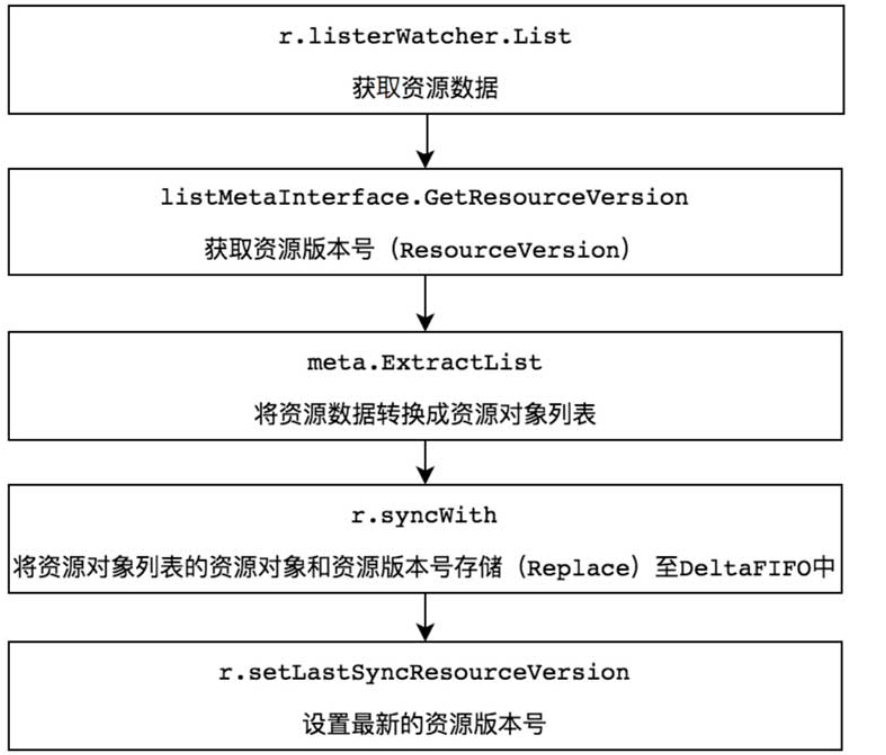 r.listerWatcher.List
获取资源数据
listMetaInterface.GetResourceVersion
获取资源版本号（ResourceVersion）
meta.ExtractList
将资源数据转换成资源对象列表
r.syncWith
将资源对象列表的资源对象和资源版本号存储（Replace）至DeltaFIFO中
r.setLastSyncResourceVersion
设置最新的资源版本号